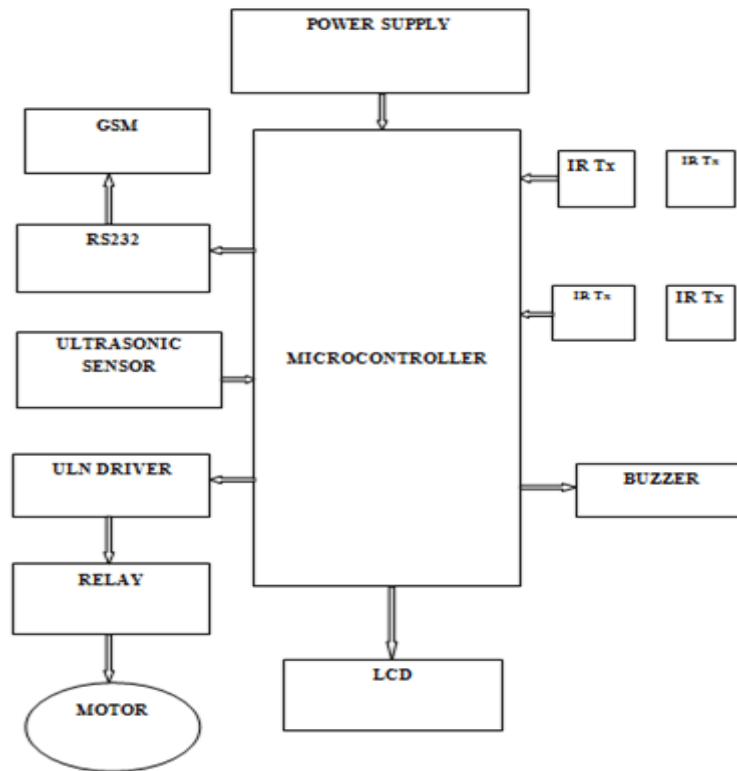 POWER SUPPLY
GSM
IR Tx
IR Tx
RS232
IR Tx
IR Tx
ULTRASONIC
SENSOR
MICROCONTROLLER
ULN DRIVER
BUZZER
RELAY
LCD
MOTOR